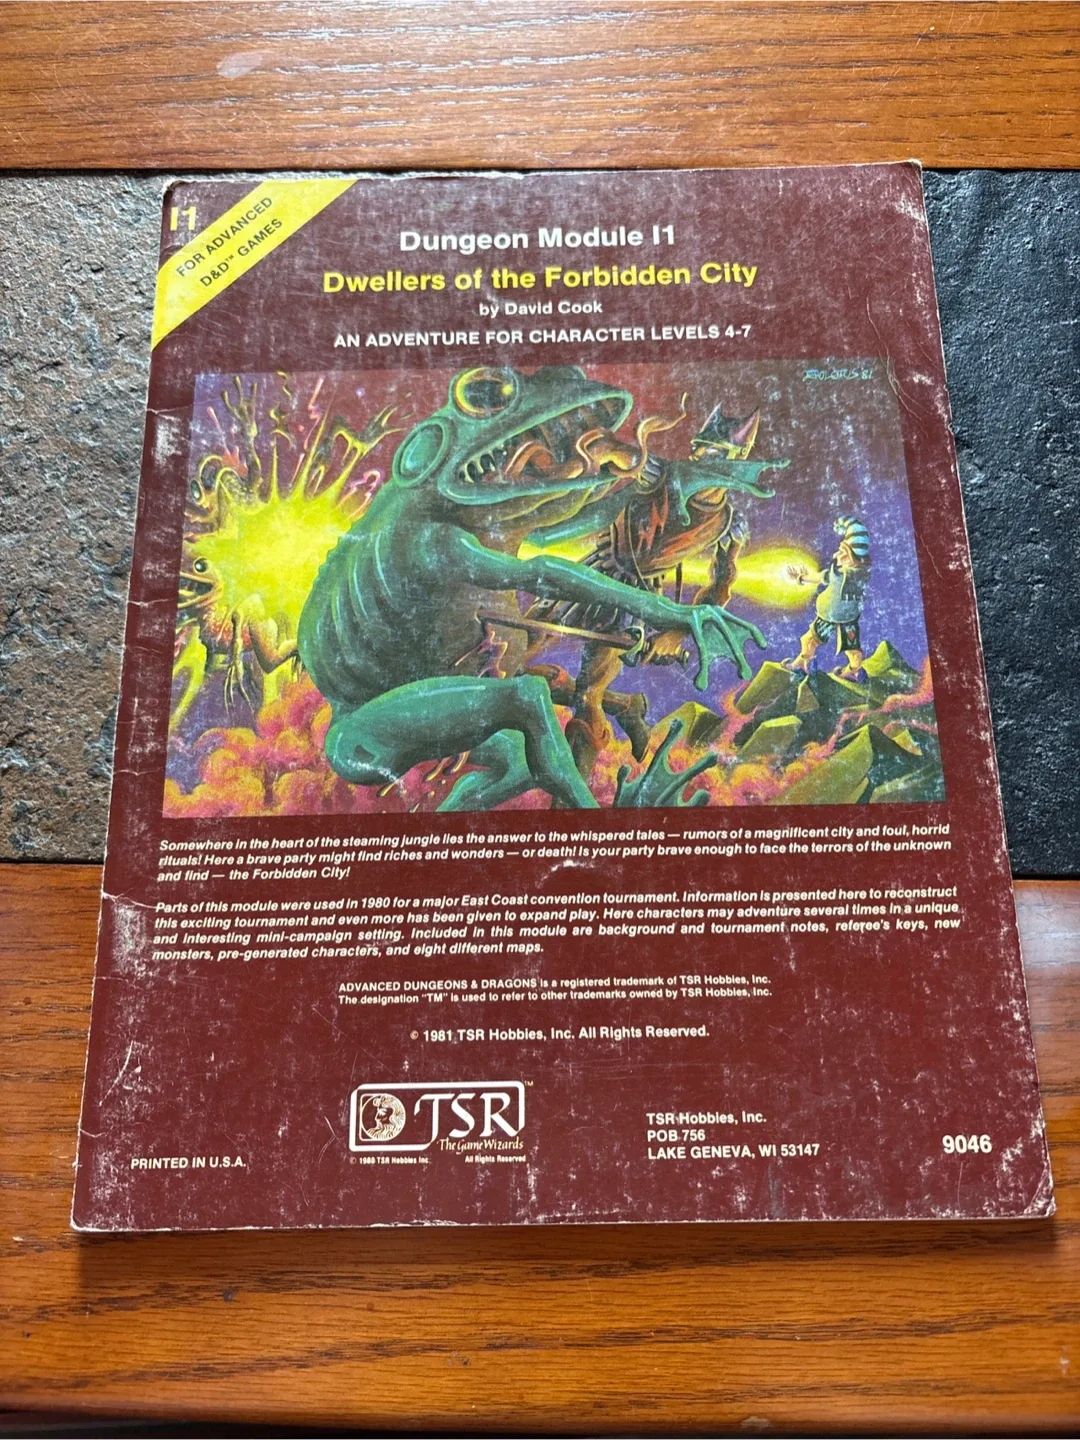 I1
FOR ADVANCED
D&D™ GAMES
Dungeon Module I1
Dwellers of the Forbidden City
by David Cook
AN ADVENTURE FOR CHARACTER LEVELS 4-7
Somewhere in the heart of the steaming jungle lies the answer to the whispered tales — rumors of a magnificent city and foul, horrid
rituals! Here a brave party might find riches and wonders — or death! Is your party brave enough to face the terrors of the unknown
and find — the Forbidden City!
Parts of this module were used in 1980 for a major East Coast convention tournament. Information is presented here to reconstruct
this exciting tournament and even more has been given to expand play. Here characters may adventure several times in a unique
and interesting mini-campaign setting. Included in this module are background and tournament notes, referee's keys, new
monsters, pre-generated characters, and eight different maps.
ADVANCED DUNGEONS & DRAGONS is a registered trademark of TSR Hobbies, Inc.
The designation "TM" is used to refer to other trademarks owned by TSR Hobbies, Inc.
© 1981 TSR Hobbies, Inc. All Rights Reserved.
TSR™
The Game Wizards
© 1980 TSR Hobbies Inc. All Rights Reserved
TSR Hobbies, Inc.
POB 756
LAKE GENEVA, WI 53147
PRINTED IN U.S.A.
9046